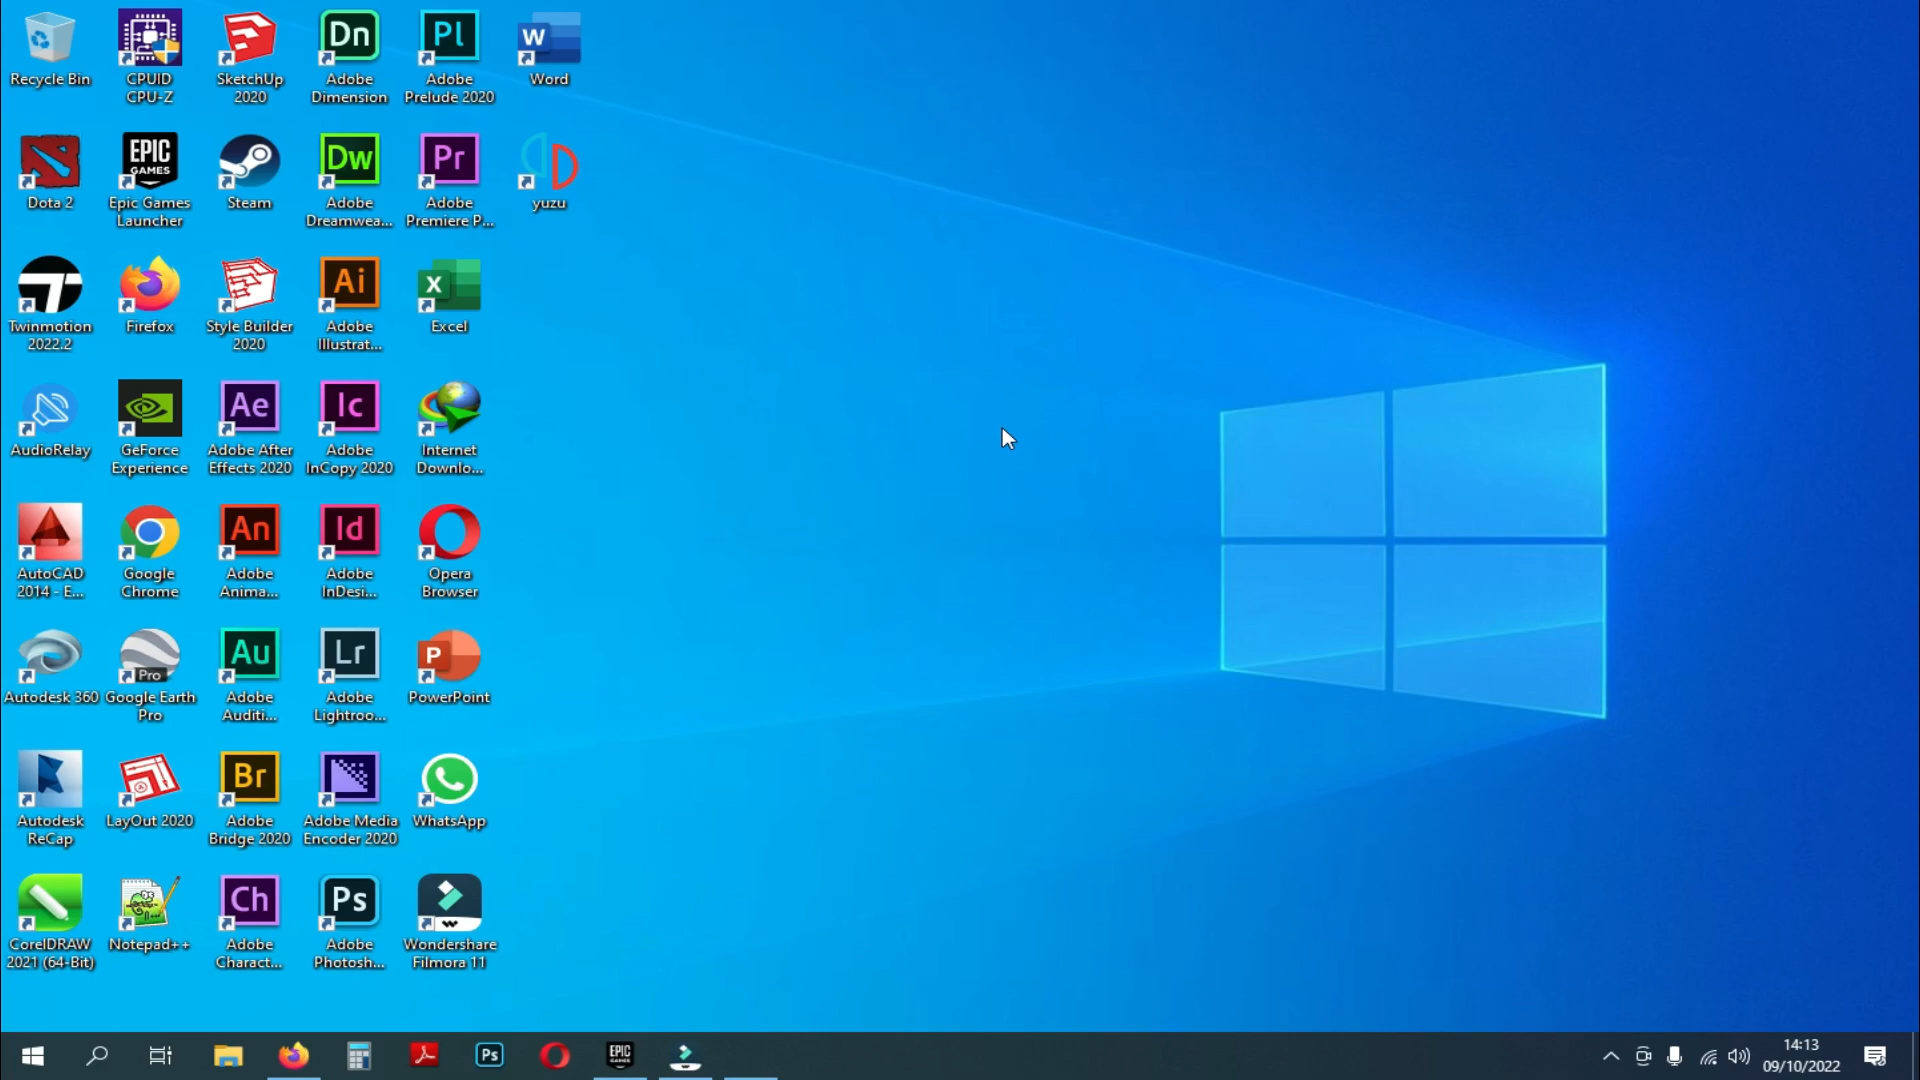 Recycle Bin
CPUID
CPU-Z
SketchUp
2020
Dn
Adobe
Dimension
Pl
Adobe
Prelude 2020
W
Word
Dota 2
EPIC
GAMES
Epic Games
Launcher
Steam
Dw
Adobe
Dreamwea...
Pr
Adobe
Premiere P...
yuzu
Twinmotion
2022.2
Firefox
Style Builder
2020
Ai
Adobe
Illustrat...
X
Excel
AudioRelay
GeForce
Experience
Ae
Adobe After
Effects 2020
Ic
Adobe
InCopy 2020
Internet
Downlo...
AutoCAD
2014 - E...
Google
Chrome
An
Adobe
Anima...
Id
Adobe
InDesi...
Opera
Browser
Autodesk 360
Pro
Google Earth
Pro
Au
Adobe
Auditi...
Lr
Adobe
Lightroo...
P
PowerPoint
Autodesk
ReCap
LayOut 2020
Br
Adobe
Bridge 2020
Adobe Media
Encoder 2020
WhatsApp
CorelDRAW
2021 (64-Bit)
Notepad++
Ch
Adobe
Charact...
Ps
Adobe
Photosh...
Wondershare
Filmora 11
Ps
EPIC
GAMES
14:13
09/10/2022